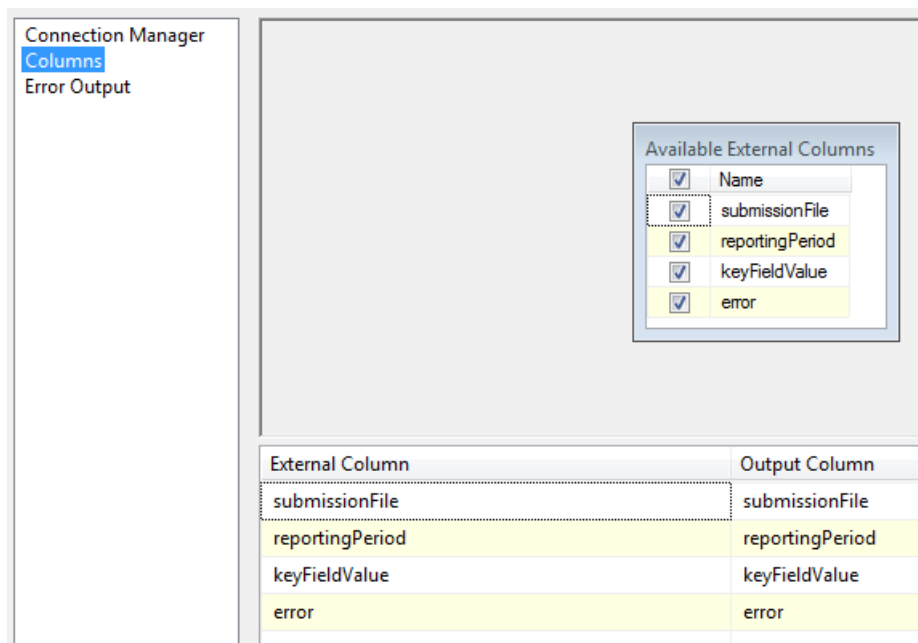 Connection Manager
Columns
Error Output
Available External Columns
Name
submissionFile
reportingPeriod
keyFieldValue
error
External Column Output Column
submissionFile submissionFile
reportingPeriod reportingPeriod
keyFieldValue keyFieldValue
error error